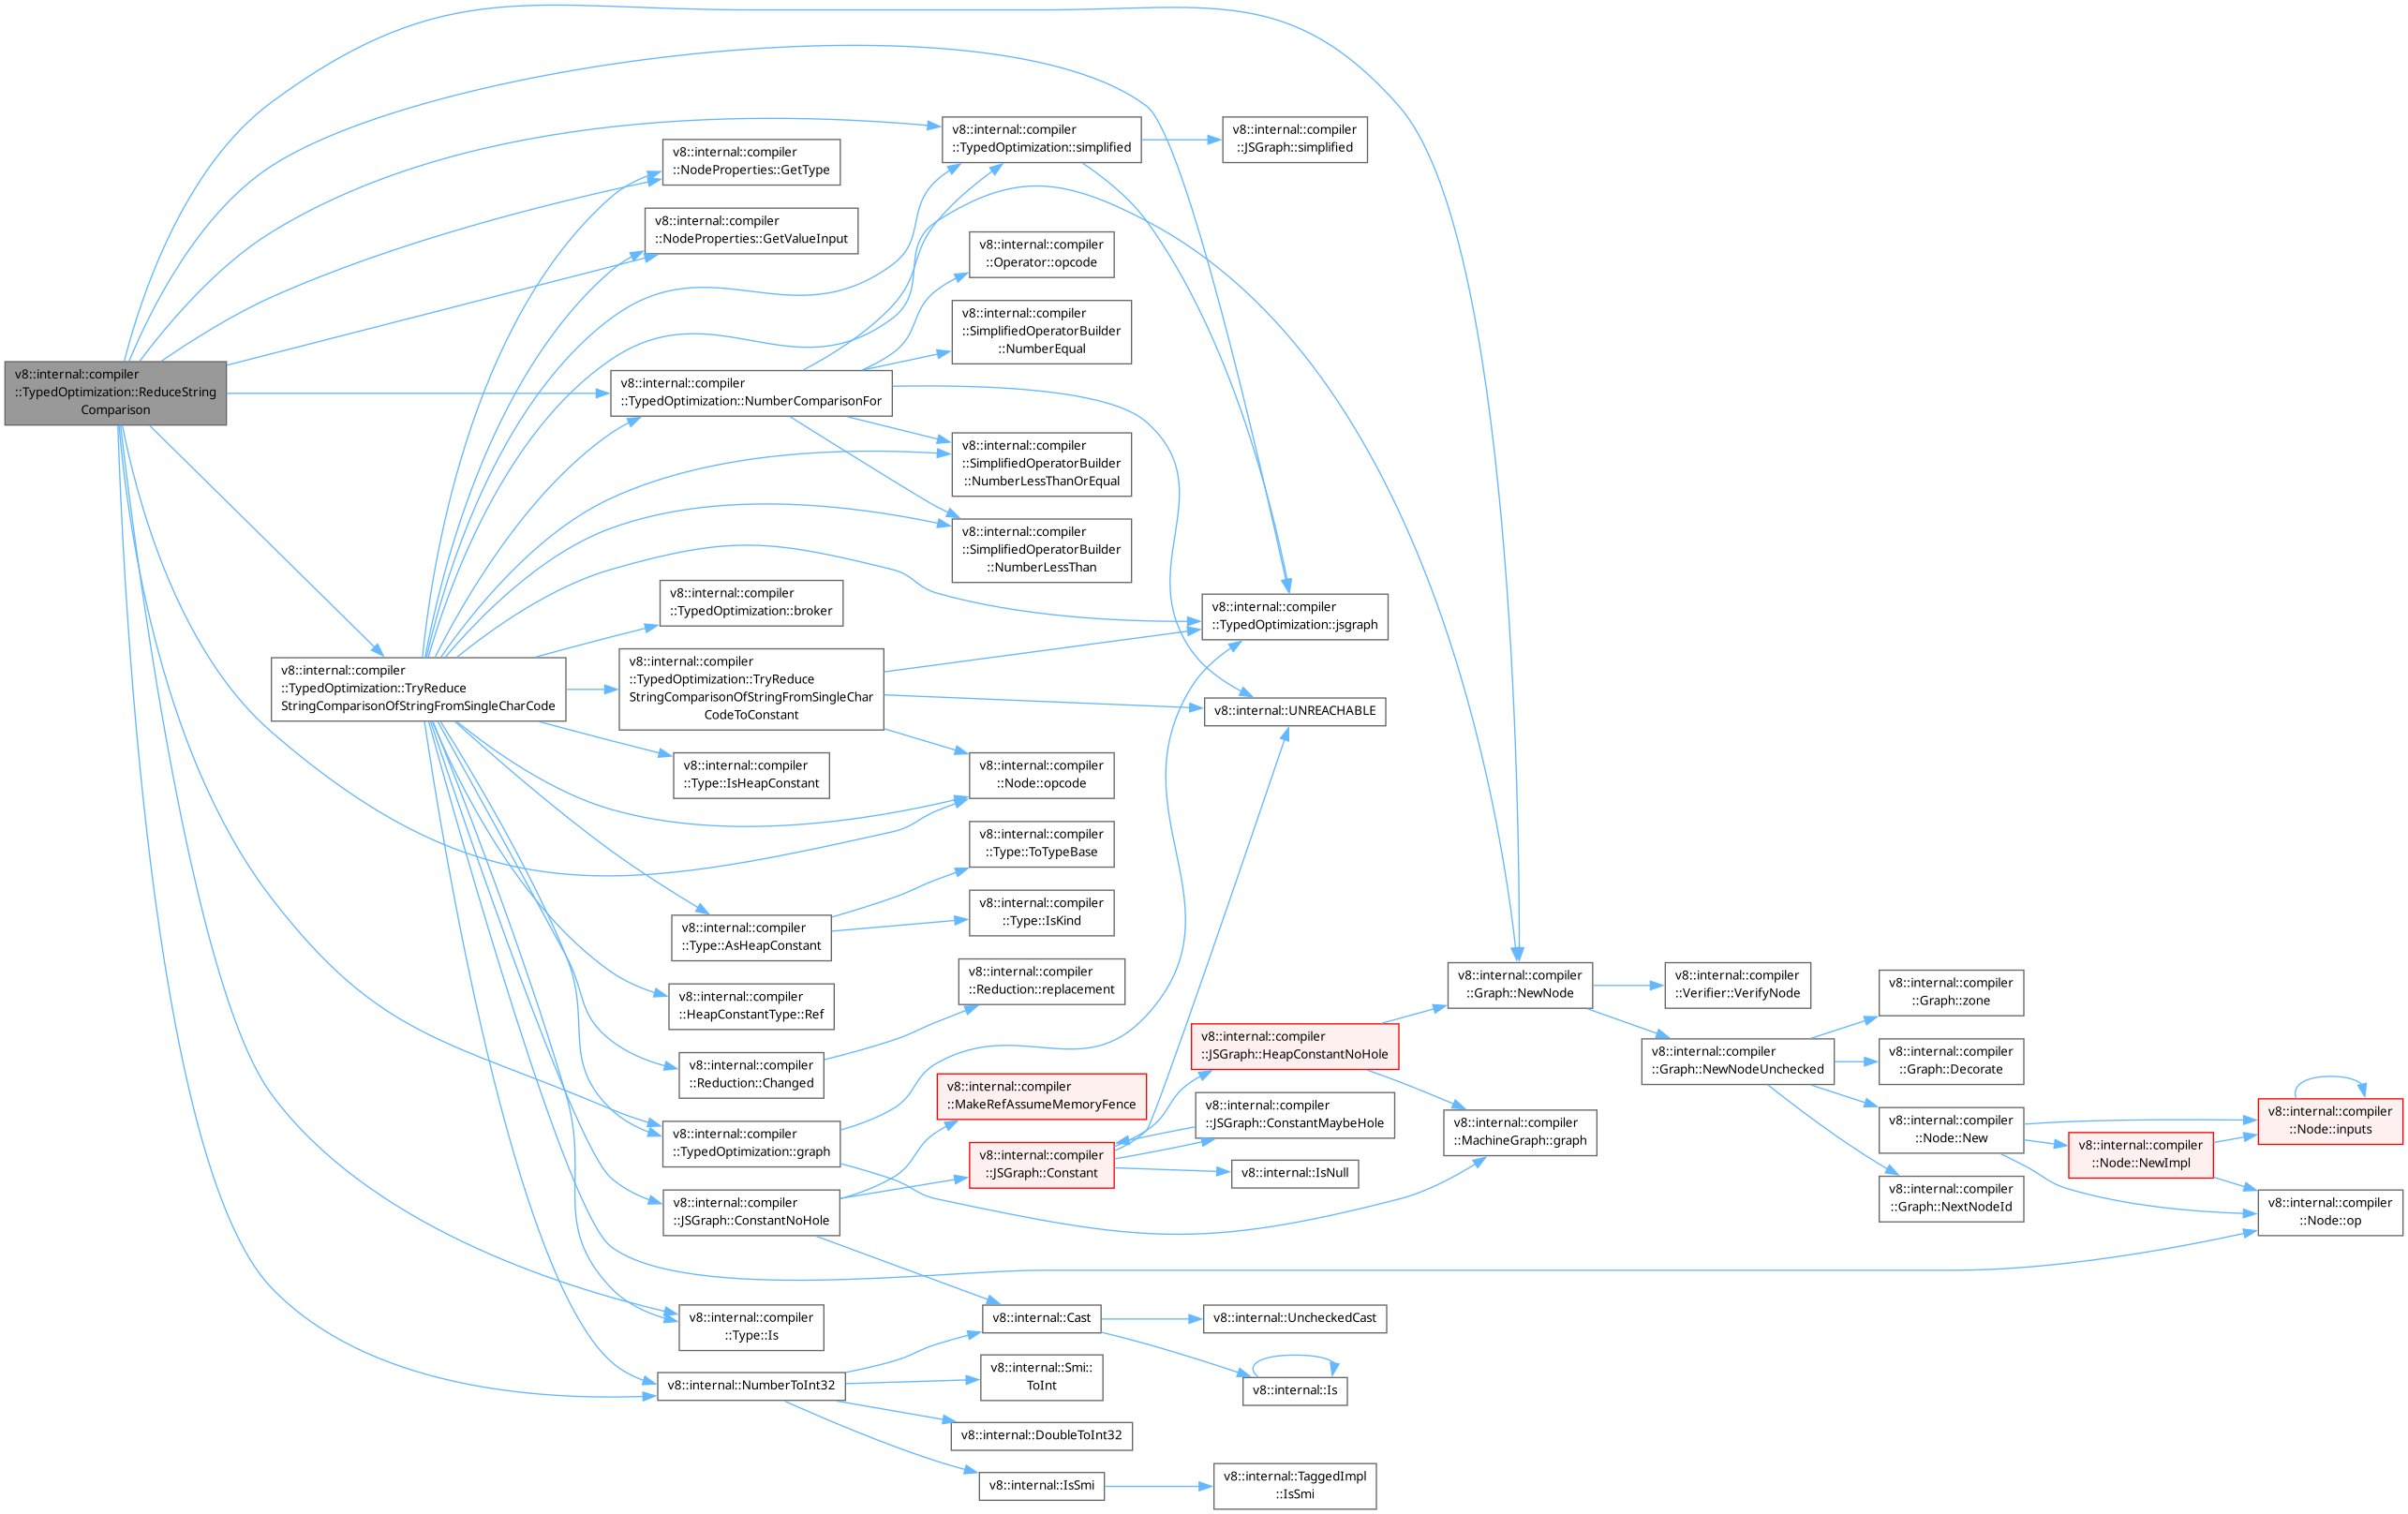 v8::internal::compiler
::TypedOptimization::ReduceString
Comparison
v8::internal::compiler
::NodeProperties::GetType
v8::internal::compiler
::NodeProperties::GetValueInput
v8::internal::compiler
::TypedOptimization::simplified
v8::internal::compiler
::JSGraph::simplified
v8::internal::compiler
::Operator::opcode
v8::internal::compiler
::SimplifiedOperatorBuilder
::NumberEqual
v8::internal::compiler
::TypedOptimization::NumberComparisonFor
v8::internal::compiler
::SimplifiedOperatorBuilder
::NumberLessThanOrEqual
v8::internal::compiler
::SimplifiedOperatorBuilder
::NumberLessThan
v8::internal::compiler
::TypedOptimization::broker
v8::internal::compiler
::TypedOptimization::jsgraph
v8::internal::compiler
::TypedOptimization::TryReduce
StringComparisonOfStringFromSingleCharCode
v8::internal::compiler
::TypedOptimization::TryReduce
StringComparisonOfStringFromSingleChar
CodeToConstant
v8::internal::UNREACHABLE
v8::internal::compiler
::Type::IsHeapConstant
v8::internal::compiler
::Node::opcode
v8::internal::compiler
::Type::ToTypeBase
v8::internal::compiler
::Type::AsHeapConstant
v8::internal::compiler
::Type::IsKind
v8::internal::compiler
::HeapConstantType::Ref
v8::internal::compiler
::Reduction::replacement
v8::internal::compiler
::Reduction::Changed
v8::internal::compiler
::Graph::NewNode
v8::internal::compiler
::Verifier::VerifyNode
v8::internal::compiler
::Graph::zone
v8::internal::compiler
::JSGraph::HeapConstantNoHole
v8::internal::compiler
::Graph::NewNodeUnchecked
v8::internal::compiler
::Graph::Decorate
v8::internal::compiler
::MakeRefAssumeMemoryFence
v8::internal::compiler
::JSGraph::ConstantMaybeHole
v8::internal::compiler
::MachineGraph::graph
v8::internal::compiler
::Node::New
v8::internal::compiler
::Node::inputs
v8::internal::compiler
::TypedOptimization::graph
v8::internal::compiler
::JSGraph::Constant
v8::internal::IsNull
v8::internal::compiler
::Node::NewImpl
v8::internal::compiler
::Graph::NextNodeId
v8::internal::compiler
::Node::op
v8::internal::compiler
::JSGraph::ConstantNoHole
v8::internal::compiler
::Type::Is
v8::internal::Cast
v8::internal::UncheckedCast
v8::internal::NumberToInt32
v8::internal::Smi::
ToInt
v8::internal::Is
v8::internal::DoubleToInt32
v8::internal::IsSmi
v8::internal::TaggedImpl
::IsSmi